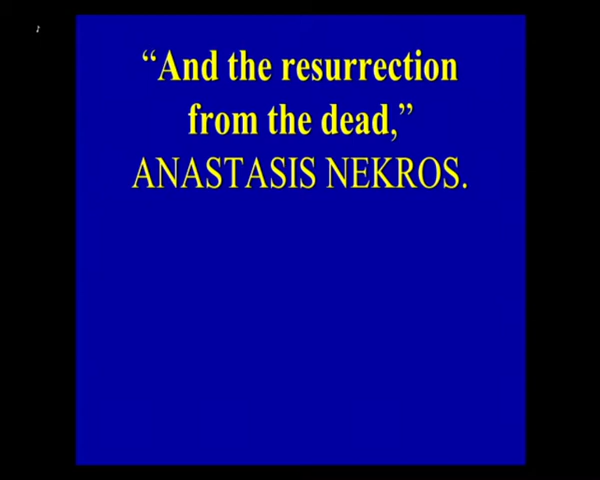 “And the resurrection
from the dead,”
ANASTASIS NEKROS.